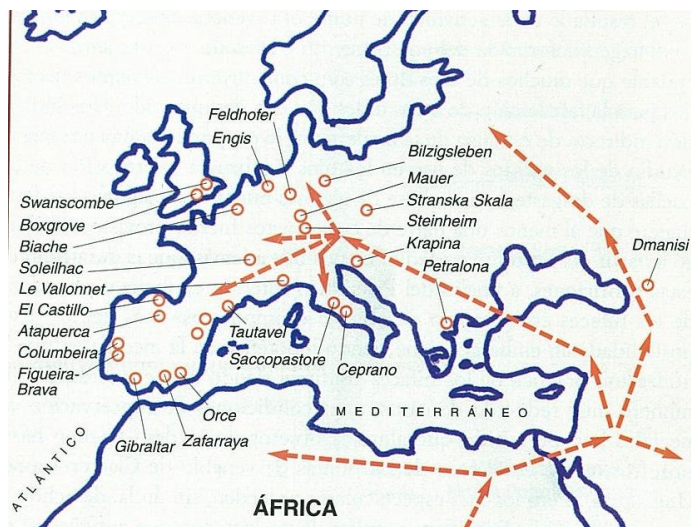 Feldhofer
Engis
Bilzigsleben
Mauer
Stranska Skala
Steinheim
Krapina
Petralona
Dmanisi
Swanscombe
Boxgrove
Biache
Soleilhac
Le Vallonnet
El Castillo
Atapuerca
Columbeira
Figueira-
Brava
Tautavel
Saccopastore
Ceprano
Orce
Zafarraya
Gibraltar
MEDITERRÁNEO
ATLÁNTICO
ÁFRICA